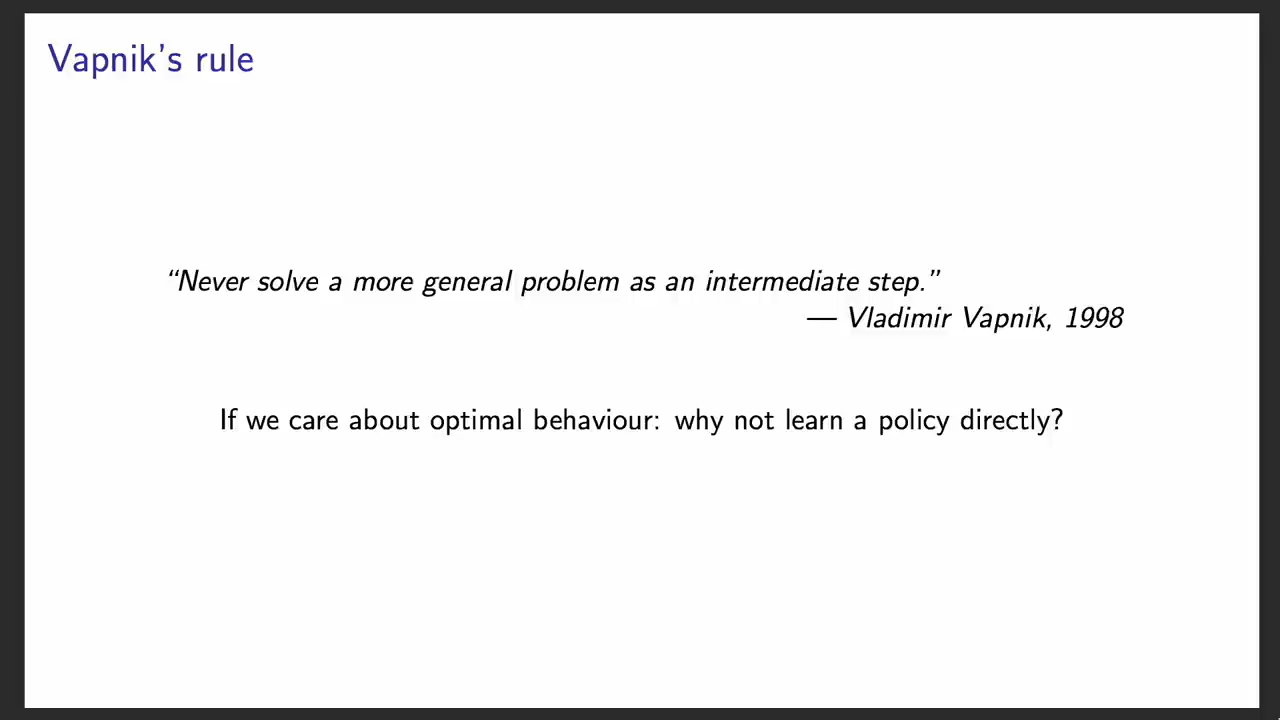 Vapnik's rule
“Never solve a more general problem as an intermediate step.”
— Vladimir Vapnik, 1998
If we care about optimal behaviour: why not learn a policy directly?